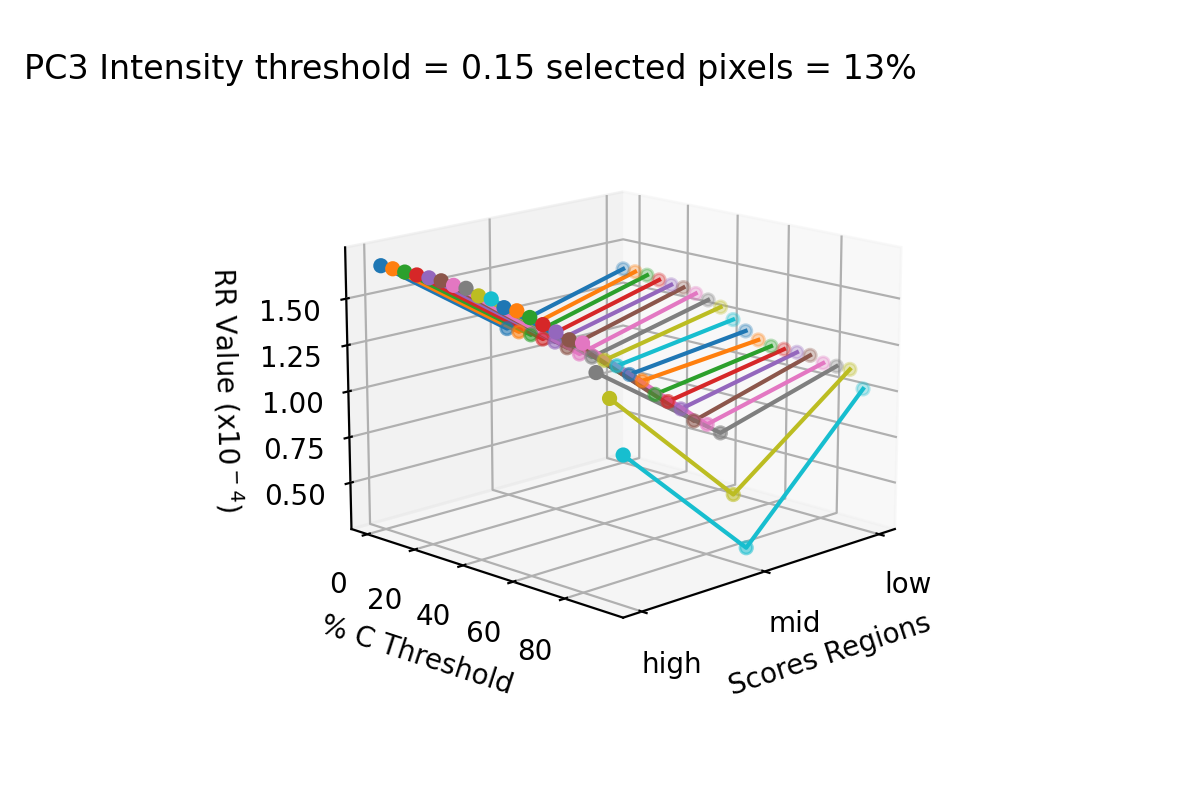 PC3 Intensity threshold = 0.15 selected pixels = 13%
RR Value (x10⁻⁴)
1.50
1.25
1.00
0.75
0.50
0
20
40
60
80
% C Threshold
high
mid
low
Scores Regions